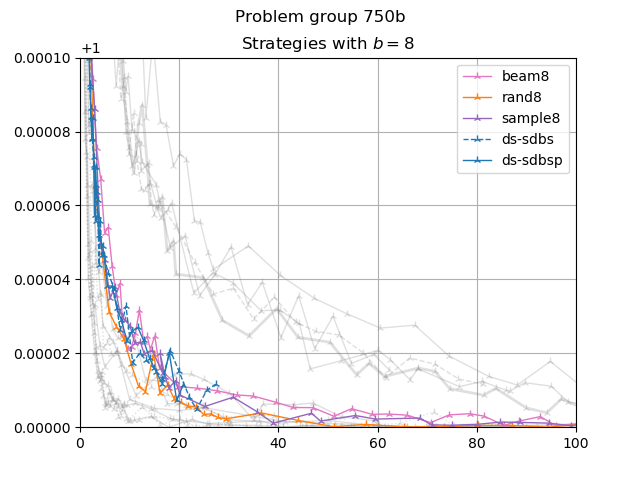 Problem group 750b
Strategies with b = 8
+1
0.00010
0.00008
0.00006
0.00004
0.00002
0.00000
0
20
40
60
80
100
beam8
rand8
sample8
ds-sdbs
ds-sdbsp